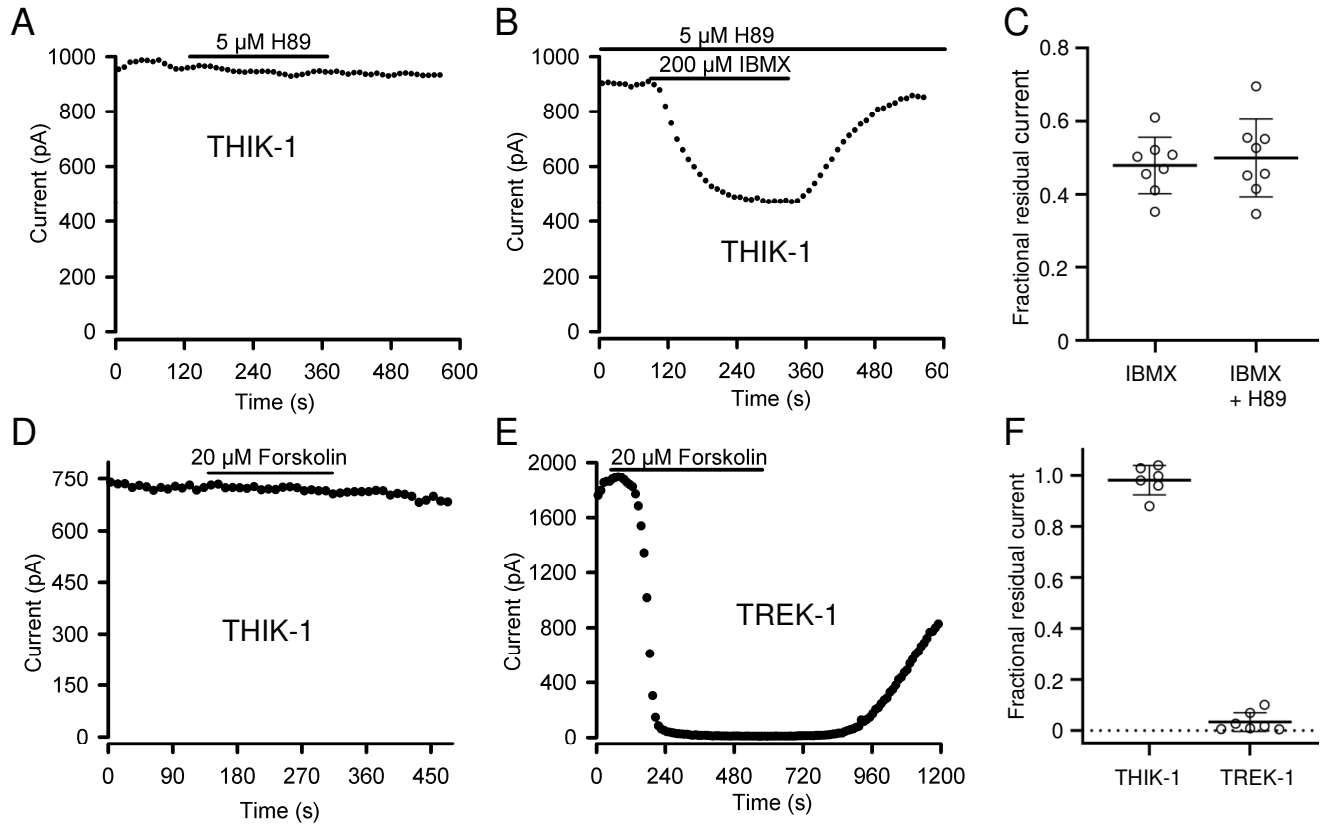 A
5 µM H89
1000
800
600
400
200
0
Current (pA)
THIK-1
0 120 240 360 480 600
Time (s)
B
5 µM H89
200 µM IBMX
1000
800
600
400
200
0
Current (pA)
THIK-1
0 120 240 360 480 60
Time (s)
C
0.8
0.6
0.4
0.2
0
Fractional residual current
IBMX IBMX
+ H89
D
20 µM Forskolin
750
600
450
300
150
0
Current (pA)
THIK-1
0 90 180 270 360 450
Time (s)
E
20 µM Forskolin
2000
1600
1200
800
400
0
Current (pA)
TREK-1
0 240 480 720 960 1200
Time (s)
F
1.0
0.8
0.6
0.4
0.2
0
Fractional residual current
THIK-1 TREK-1